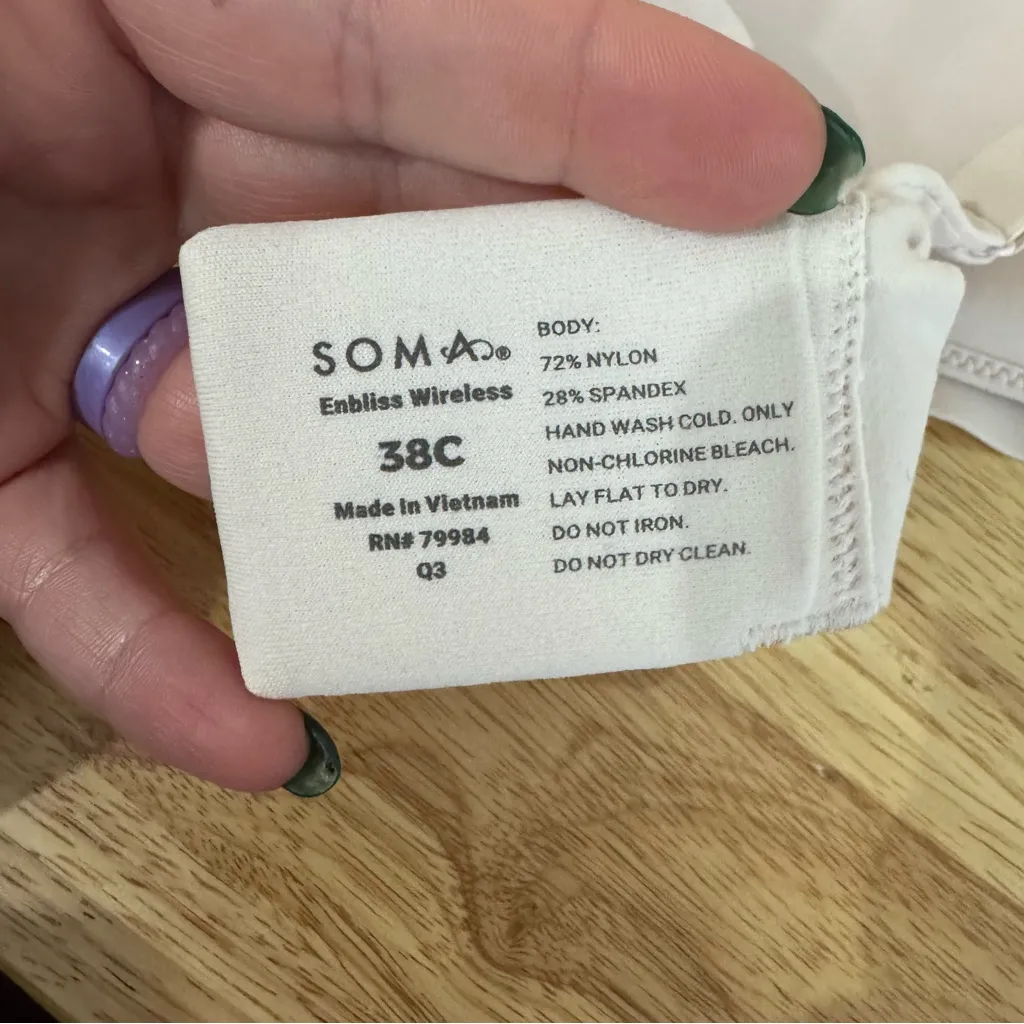 SOMA®
Enbliss Wireless
38C
Made in Vietnam
RN# 79984
Q3
BODY:
72% NYLON
28% SPANDEX
HAND WASH COLD. ONLY
NON-CHLORINE BLEACH.
LAY FLAT TO DRY.
DO NOT IRON.
DO NOT DRY CLEAN.